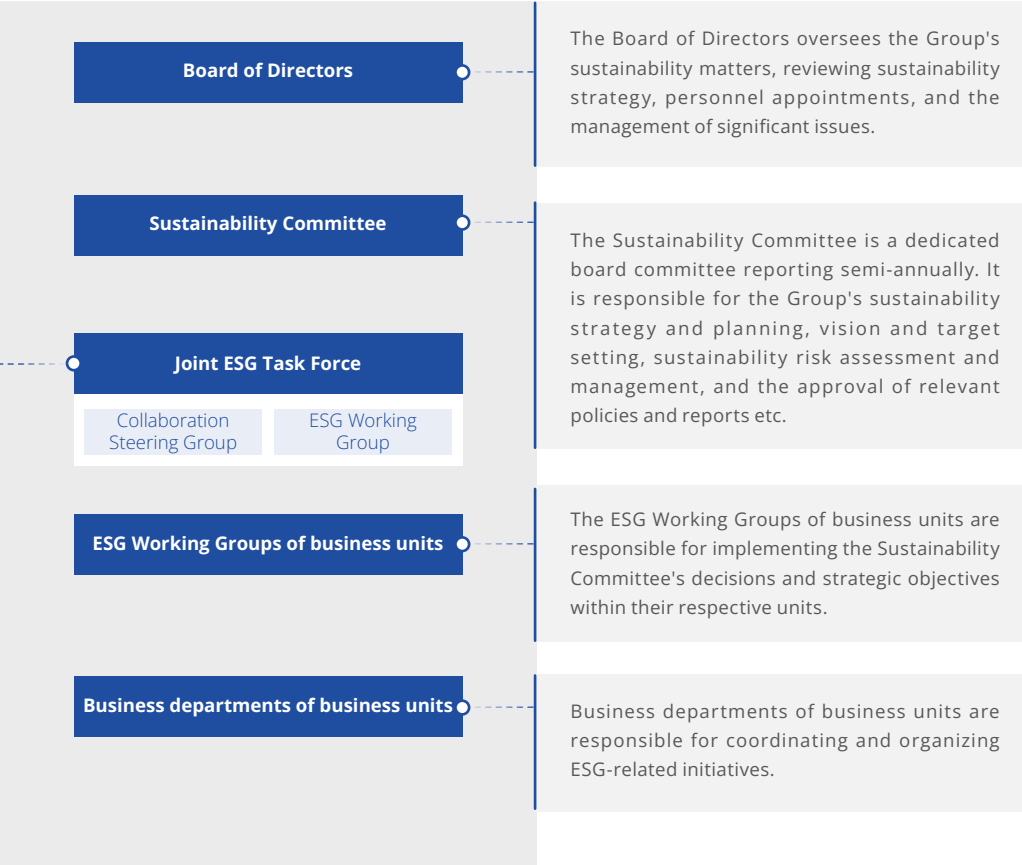 Board of Directors
The Board of Directors oversees the Group's
sustainability matters, reviewing sustainability
strategy, personnel appointments, and the
management of significant issues.
Sustainability Committee
The Sustainability Committee is a dedicated
board committee reporting semi-annually. It
is responsible for the Group's sustainability
strategy and planning, vision and target
setting, sustainability risk assessment and
management, and the approval of relevant
policies and reports etc.
Joint ESG Task Force
Collaboration
Steering Group
ESG Working
Group
ESG Working Groups of business units
The ESG Working Groups of business units are
responsible for implementing the Sustainability
Committee's decisions and strategic objectives
within their respective units.
Business departments of business units
Business departments of business units are
responsible for coordinating and organizing
ESG-related initiatives.